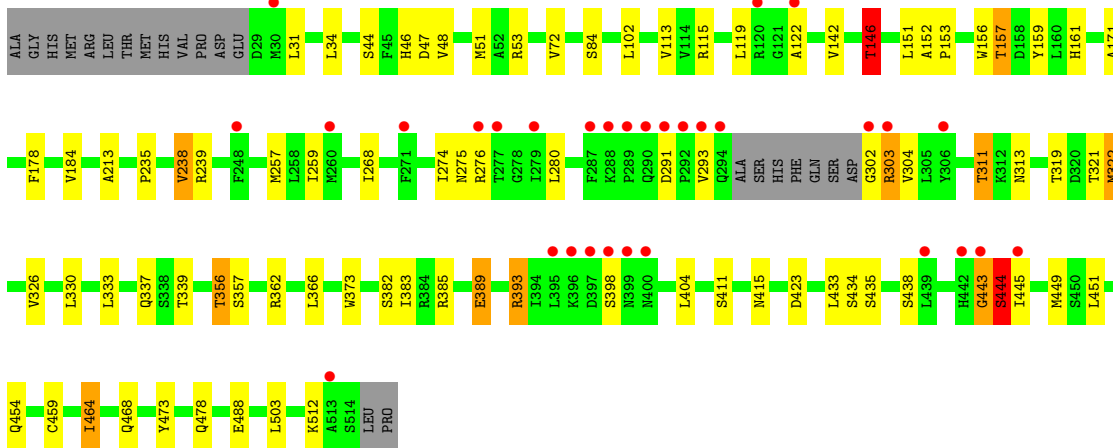 ALA GLY HIS MET ARG LEU THR MET HIS VAL PRO ASP GLU D29 M30 L31 L34 S44 F45 H46 D47 V48 M51 A52 R53 V72 S84 L102 V113 V114 R115 L119 R120 G121 A122 V142 T146 L151 A152 P153 W156 T157 D158 Y159 L160 H161 A171
F178 V184 A213 P235 V238 R239 F248 M257 L258 I259 M260 I268 F271 I274 N275 R276 T277 G278 I279 L280 F287 K288 P289 Q290 D291 P292 V293 Q294 ALA SER HIS PHE GLN SER ASP G302 R303 V304 L305 Y306 T311 K312 N313 T319 D320 T321 M322
V326 L330 L333 Q337 S338 T339 T356 S357 R362 L366 W373 S382 I383 R384 R385 E389 R393 I394 L395 K396 D397 S398 N399 N400 L404 S411 N415 D423 L433 S434 S435 S438 L439 H442 G443 S444 I445 M449 S450 L451
Q454 C459 I464 Q468 Y473 Q478 E488 L503 K512 A513 S514 LEU PRO